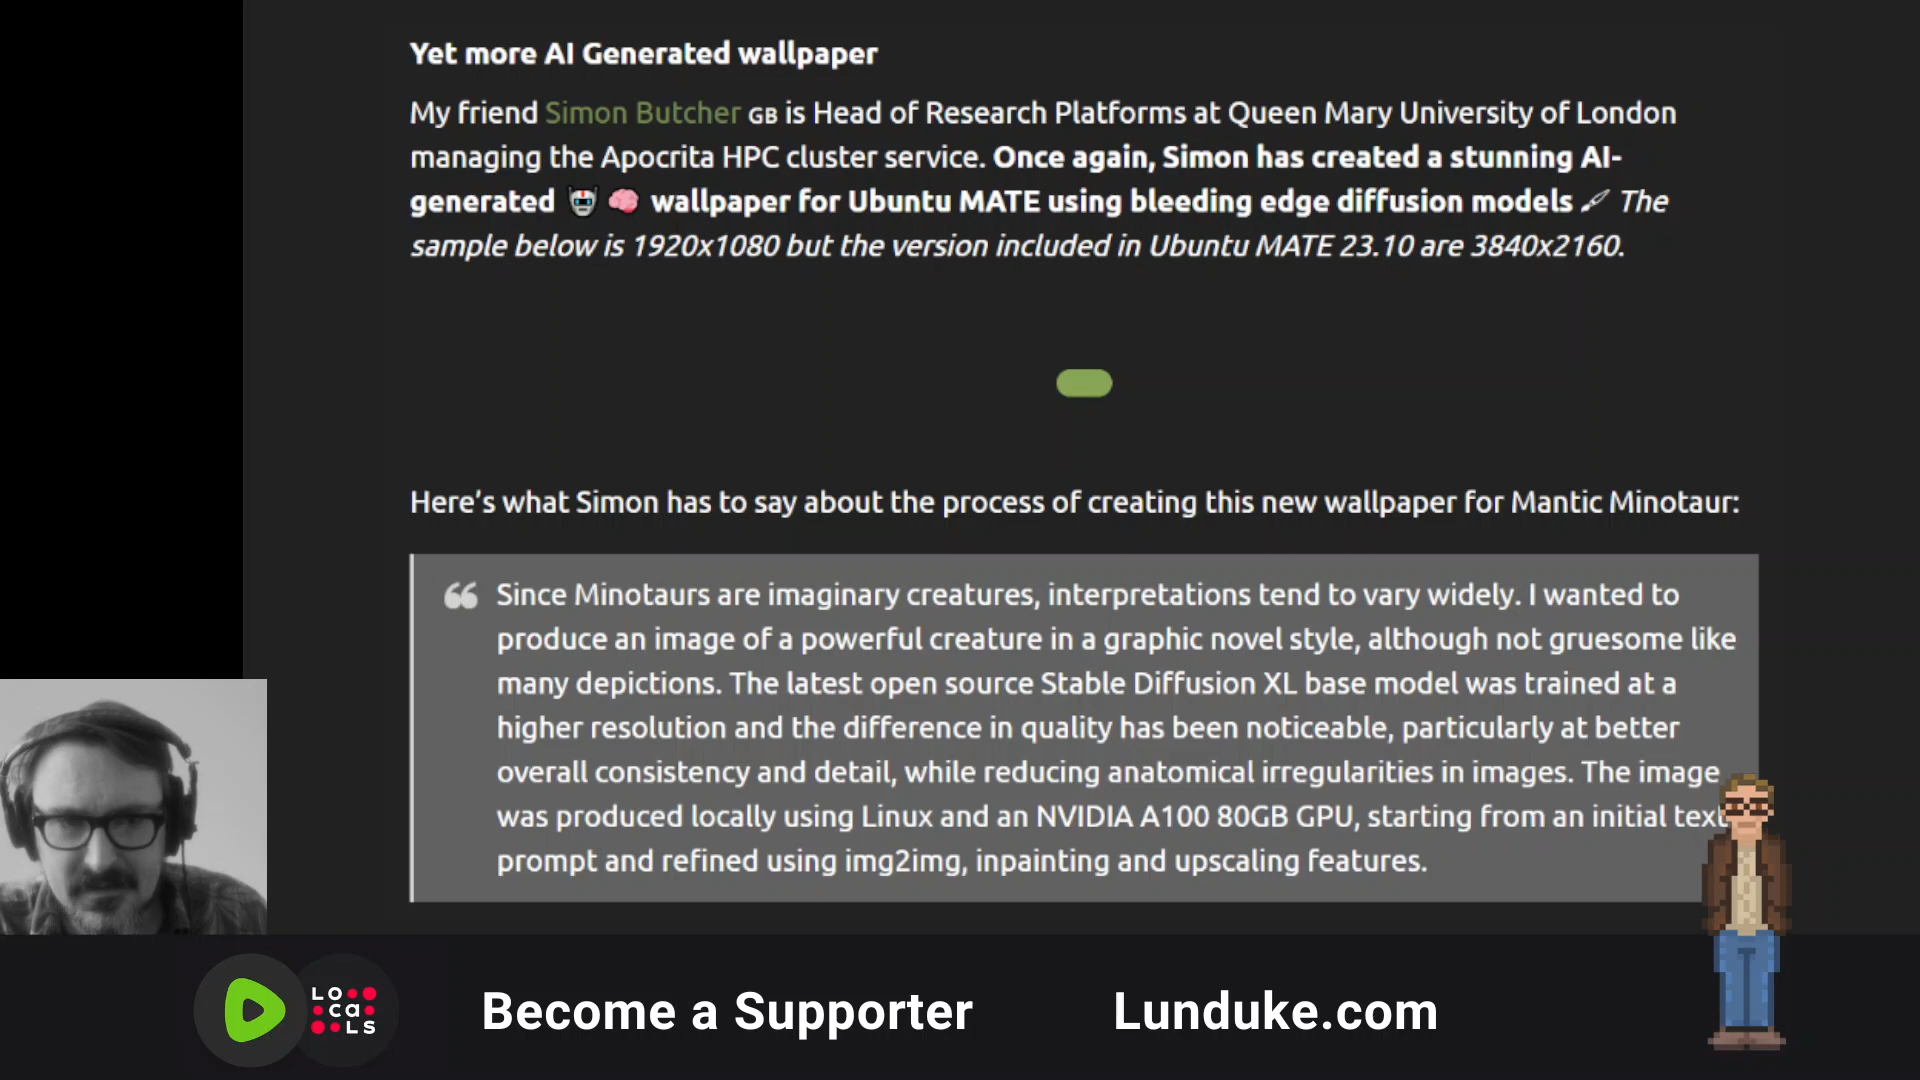 Yet more AI Generated wallpaper
My friend Simon Butcher GB is Head of Research Platforms at Queen Mary University of London
managing the Apocrita HPC cluster service. Once again, Simon has created a stunning AI-
generated 🤖 🧠 wallpaper for Ubuntu MATE using bleeding edge diffusion models 🖌 The
sample below is 1920x1080 but the version included in Ubuntu MATE 23.10 are 3840x2160.
Here’s what Simon has to say about the process of creating this new wallpaper for Mantic Minotaur:
Since Minotaurs are imaginary creatures, interpretations tend to vary widely. I wanted to
produce an image of a powerful creature in a graphic novel style, although not gruesome like
many depictions. The latest open source Stable Diffusion XL base model was trained at a
higher resolution and the difference in quality has been noticeable, particularly at better
overall consistency and detail, while reducing anatomical irregularities in images. The image
was produced locally using Linux and an NVIDIA A100 80GB GPU, starting from an initial text
prompt and refined using img2img, inpainting and upscaling features.
LOcaLS
Become a Supporter
Lunduke.com